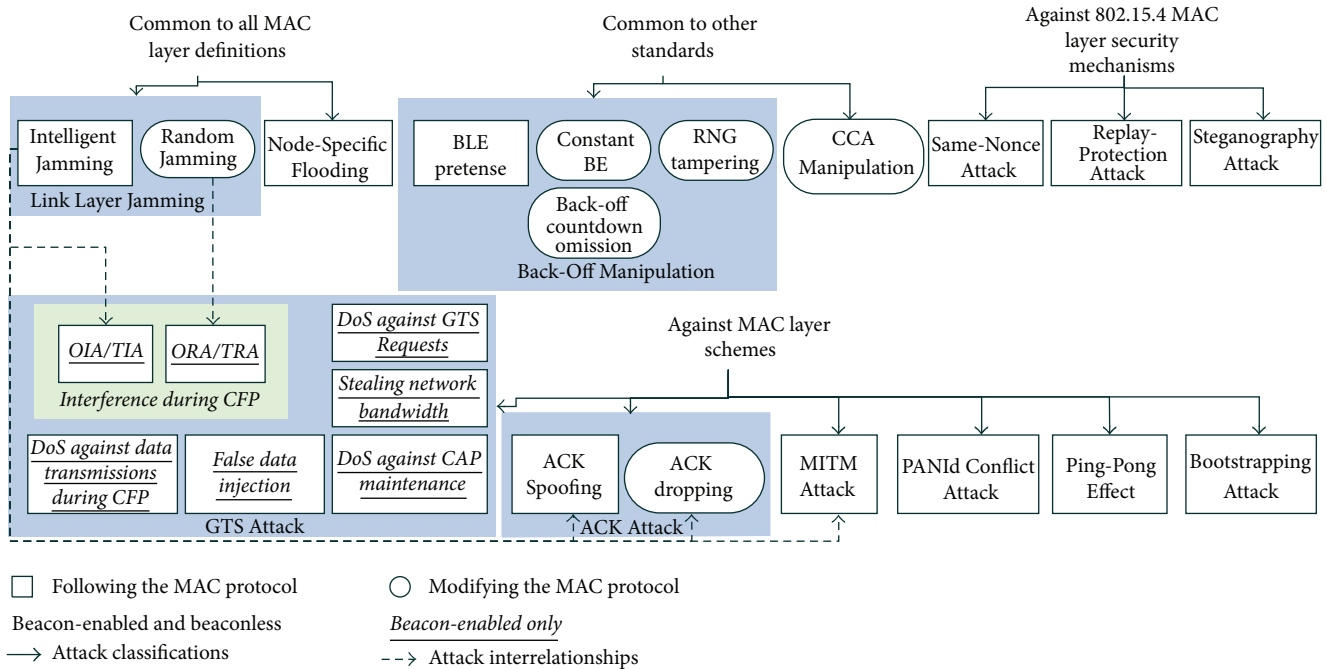 Common to all MAC
layer definitions
Common to other
standards
Against 802.15.4 MAC
layer security
mechanisms
Intelligent
Jamming
Random
Jamming
Link Layer Jamming
Node-Specific
Flooding
BLE
pretense
Constant
BE
RNG
tampering
Back-off
countdown
omission
Back-Off Manipulation
CCA
Manipulation
Same-Nonce
Attack
Replay-
Protection
Attack
Steganography
Attack
OIA/TIA
ORA/TRA
Interference during CFP
DoS against GTS
Requests
Stealing network
bandwidth
DoS against data
transmissions
during CFP
False data
injection
DoS against CAP
maintenance
GTS Attack
Against MAC layer
schemes
ACK
Spoofing
ACK
dropping
ACK Attack
MITM
Attack
PANId Conflict
Attack
Ping-Pong
Effect
Bootstrapping
Attack
Following the MAC protocol
Modifying the MAC protocol
Beacon-enabled and beaconless
Beacon-enabled only
Attack classifications
Attack interrelationships